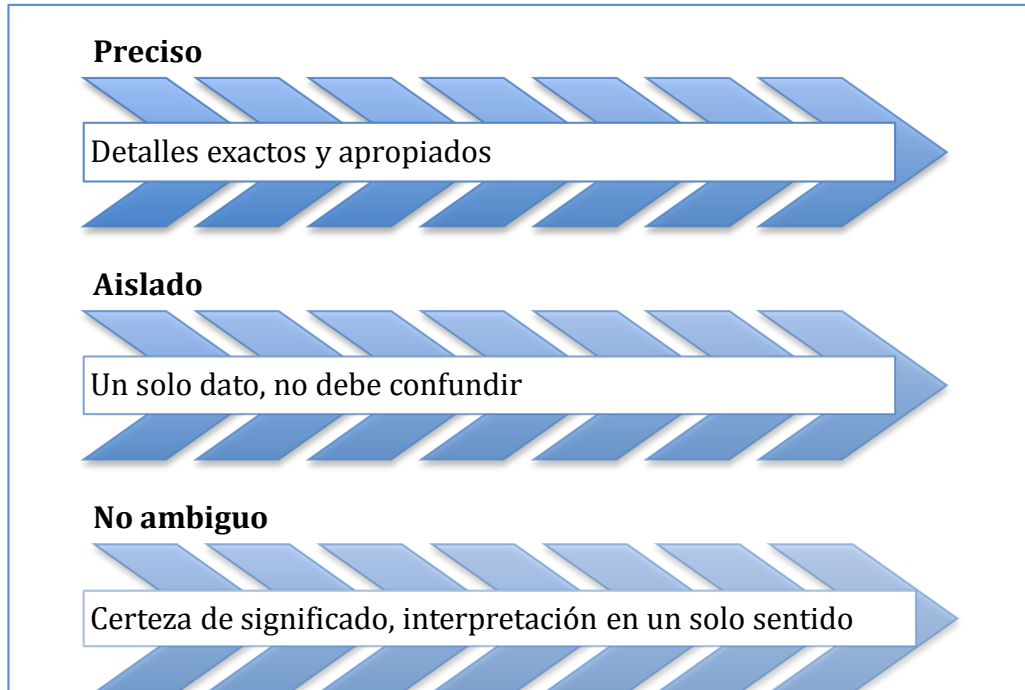 Preciso
Detalles exactos y apropiados
Aislado
Un solo dato, no debe confundir
No ambiguo
Certeza de significado, interpretación en un solo sentido